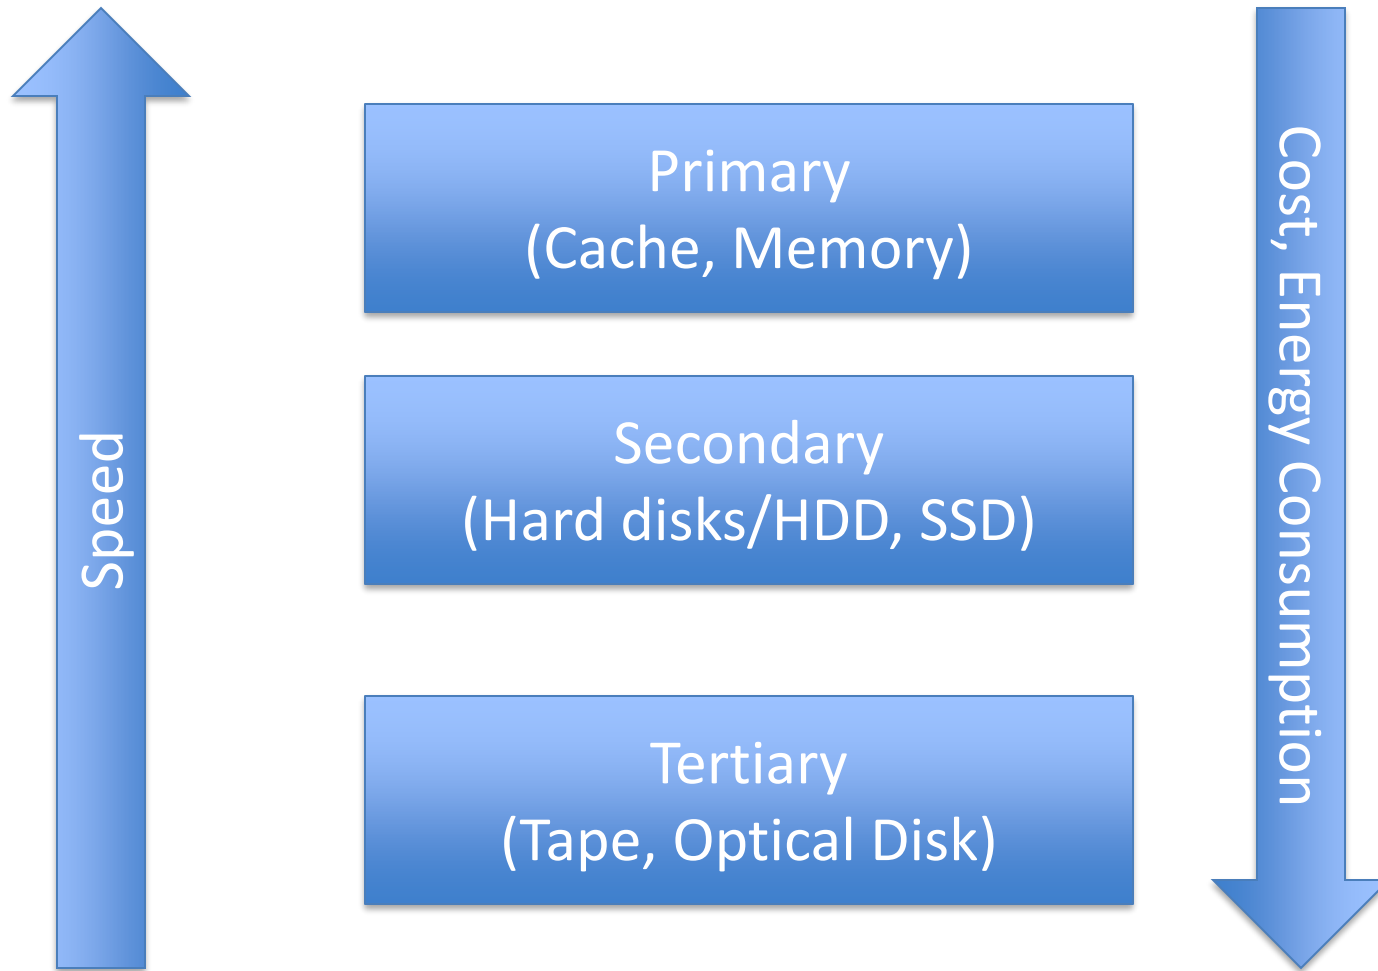 Speed
Primary
(Cache, Memory)
Secondary
(Hard disks/HDD, SSD)
Tertiary
(Tape, Optical Disk)
Cost, Energy Consumption